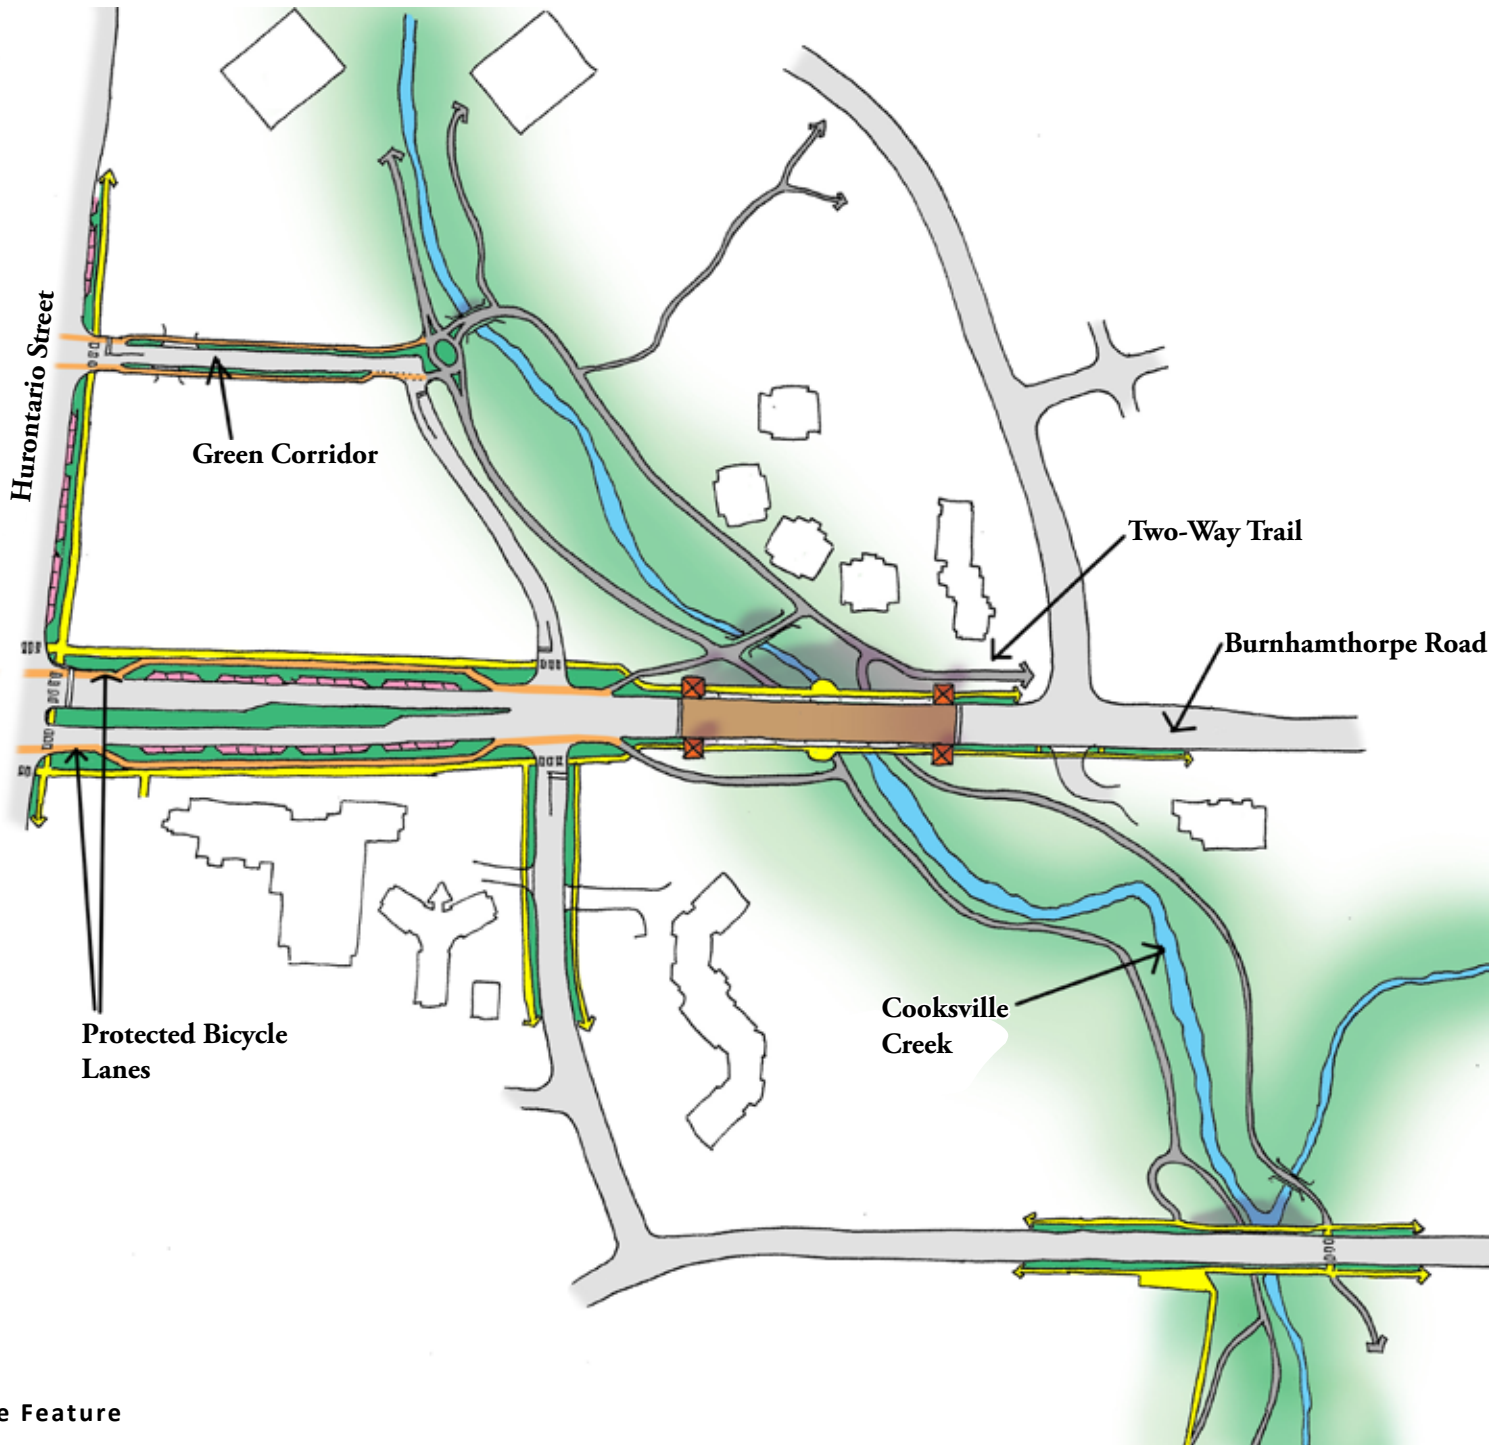 Hurontario Street
Green Corridor
Two-Way Trail
Burnhamthorpe Road
Cooksville
Creek
Protected Bicycle
Lanes
e Feature